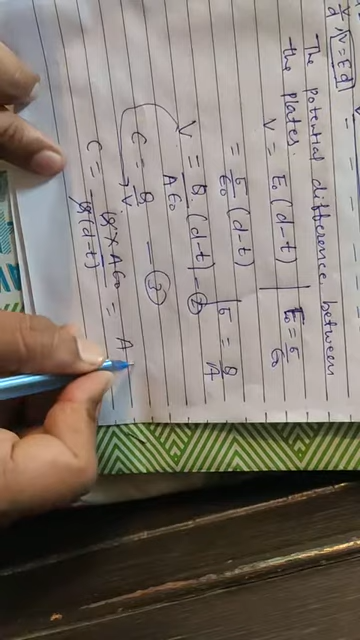 V = Ed
The potential difference between
the plates.
V = E₀ (d-t) | E₀ = σ/ε₀
= σ/ε₀ (d-t)
V = Q/Aε₀ (d-t) — ② | σ = Q/A
C = Q/V — ③
C = Q × Aε₀ / Q(d-t) = A